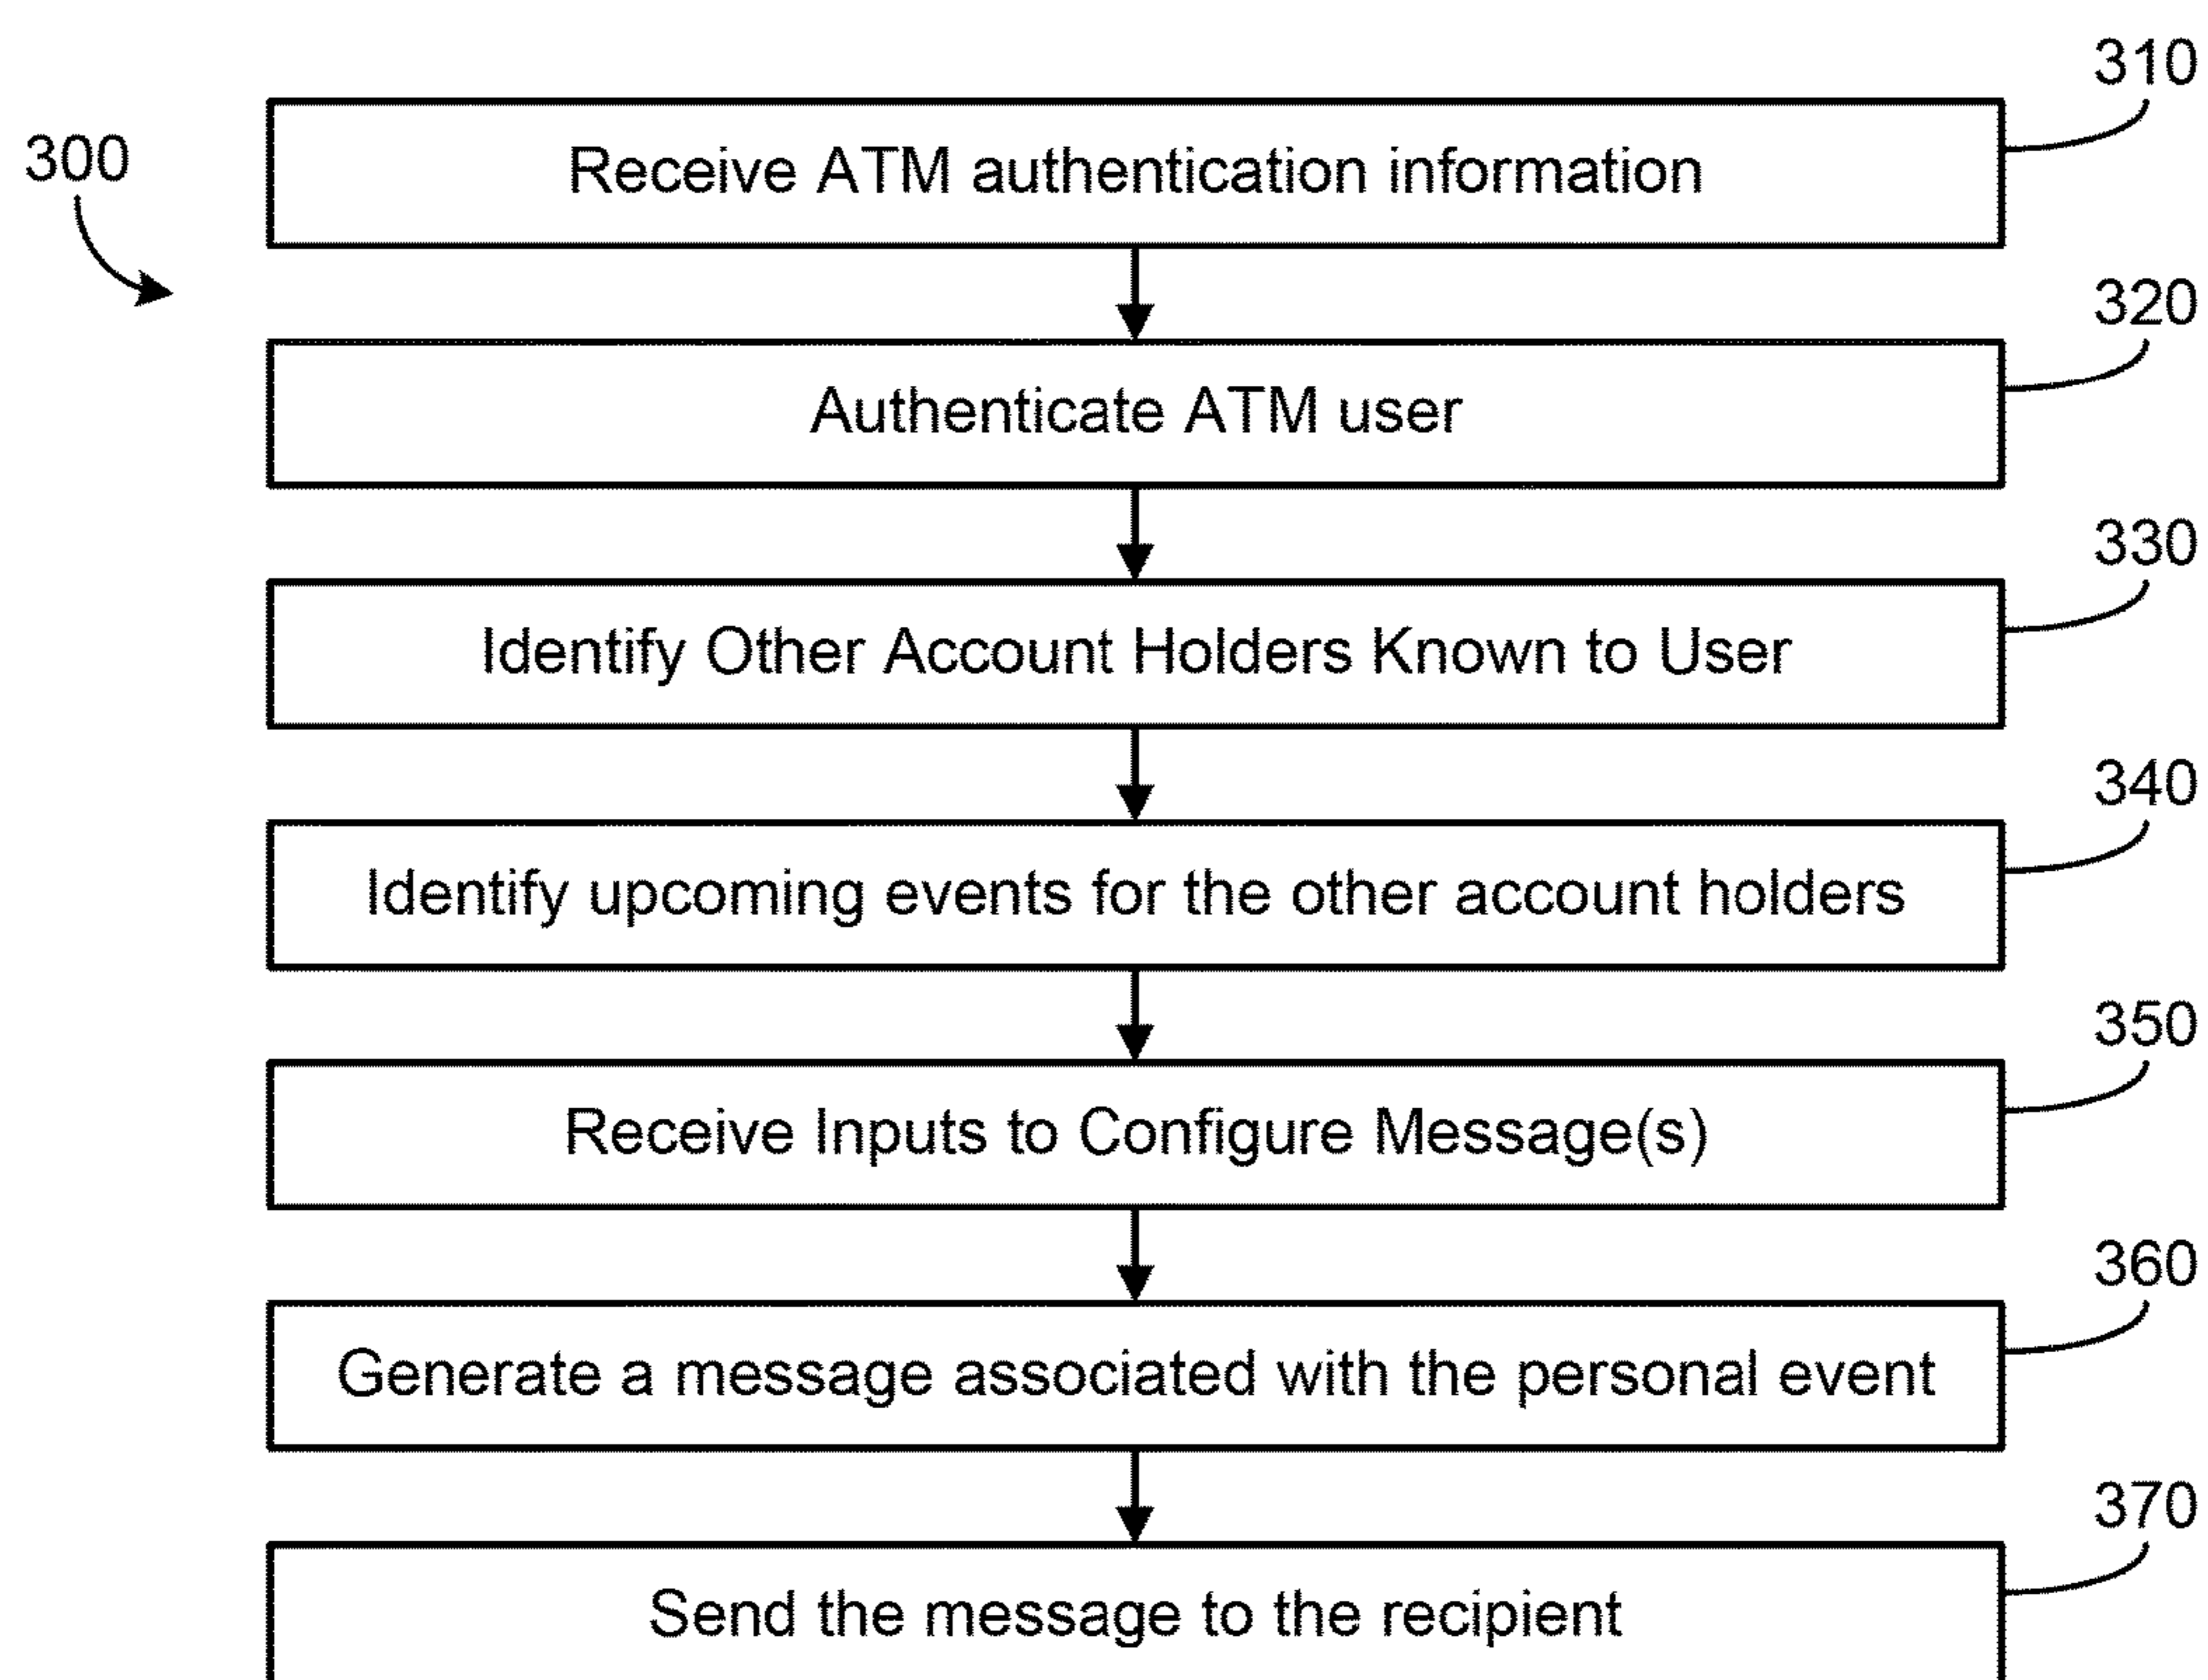 310
300
Receive ATM authentication information
320
Authenticate ATM user
330
Identify Other Account Holders Known to User
340
Identify upcoming events for the other account holders
350
Receive Inputs to Configure Message(s)
360
Generate a message associated with the personal event
370
Send the message to the recipient